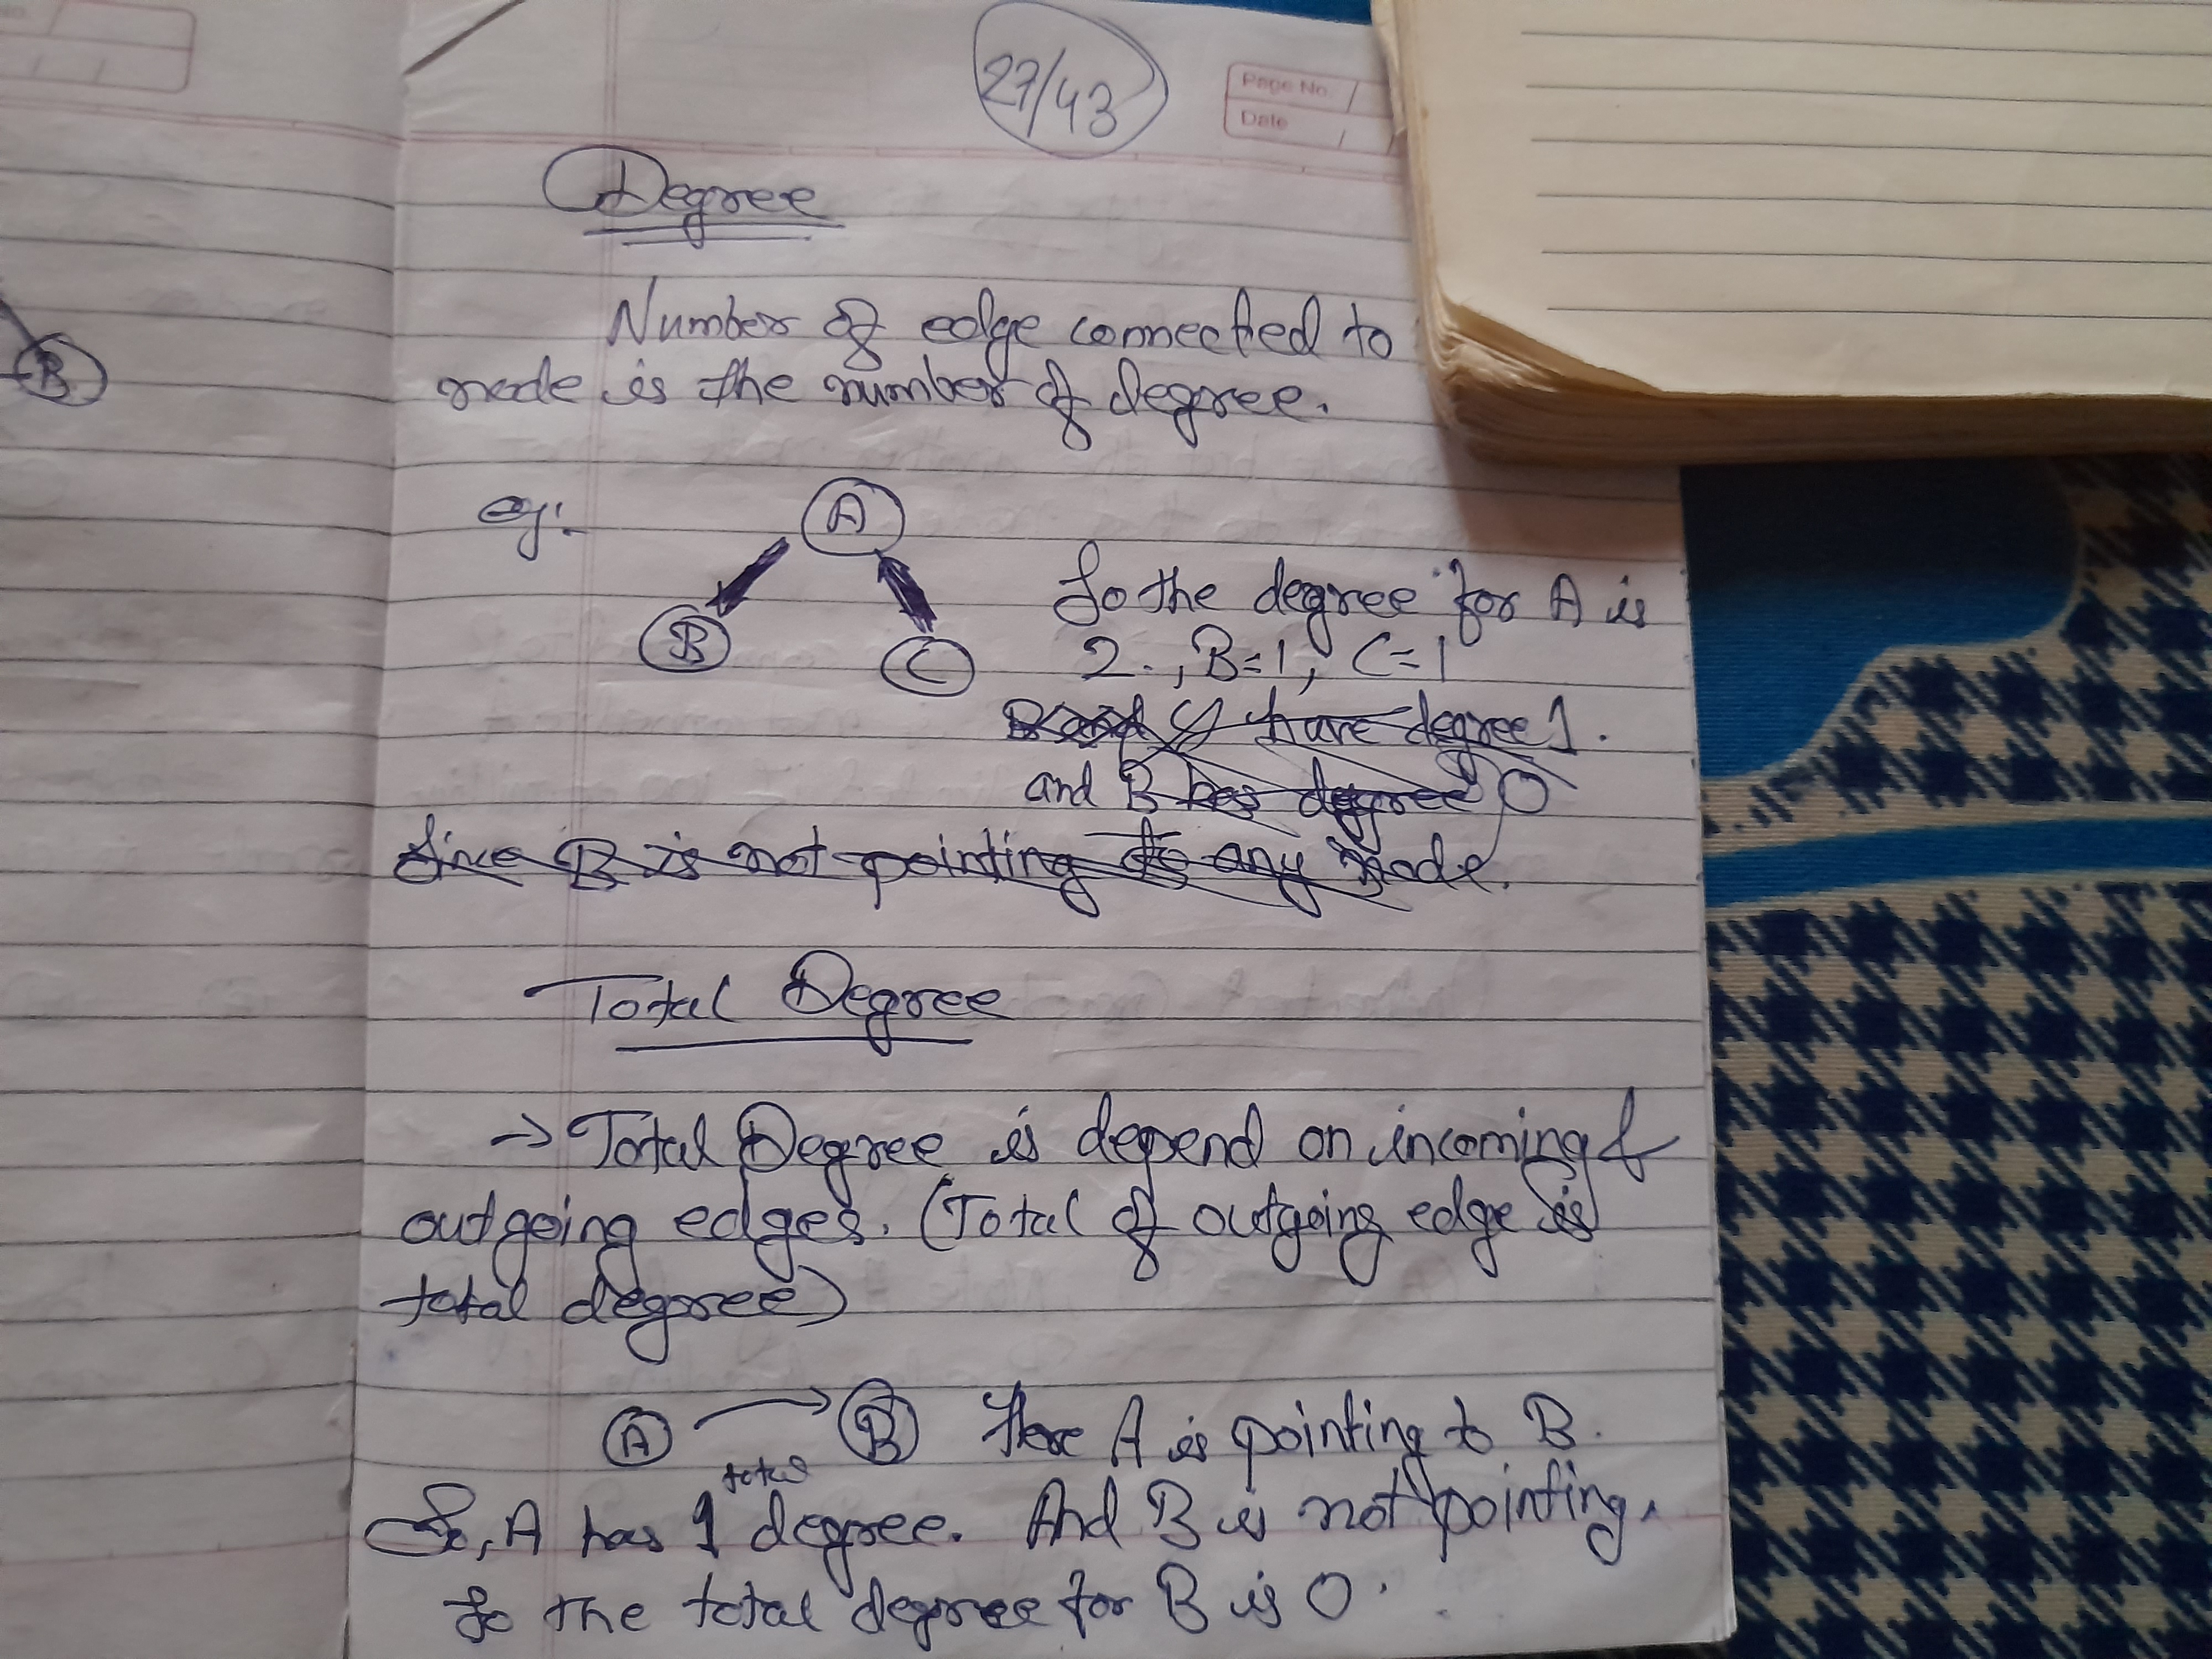 27/43
Page No.
Date
Degree
Number of edge connected to
node is the number of degree.
eg:-
A
B
C
So the degree for A is
2., B=1, C=1
B and C have degree 1.
and B has degree 0
Since B is not pointing to any node.
Total Degree
-> Total Degree is depend on incoming &
outgoing edges. (Total of outgoing edge is
total degree)
A B Here A is pointing to B.
So, A has 1 total degree. And B is not pointing.
So the total degree for B is 0.
B